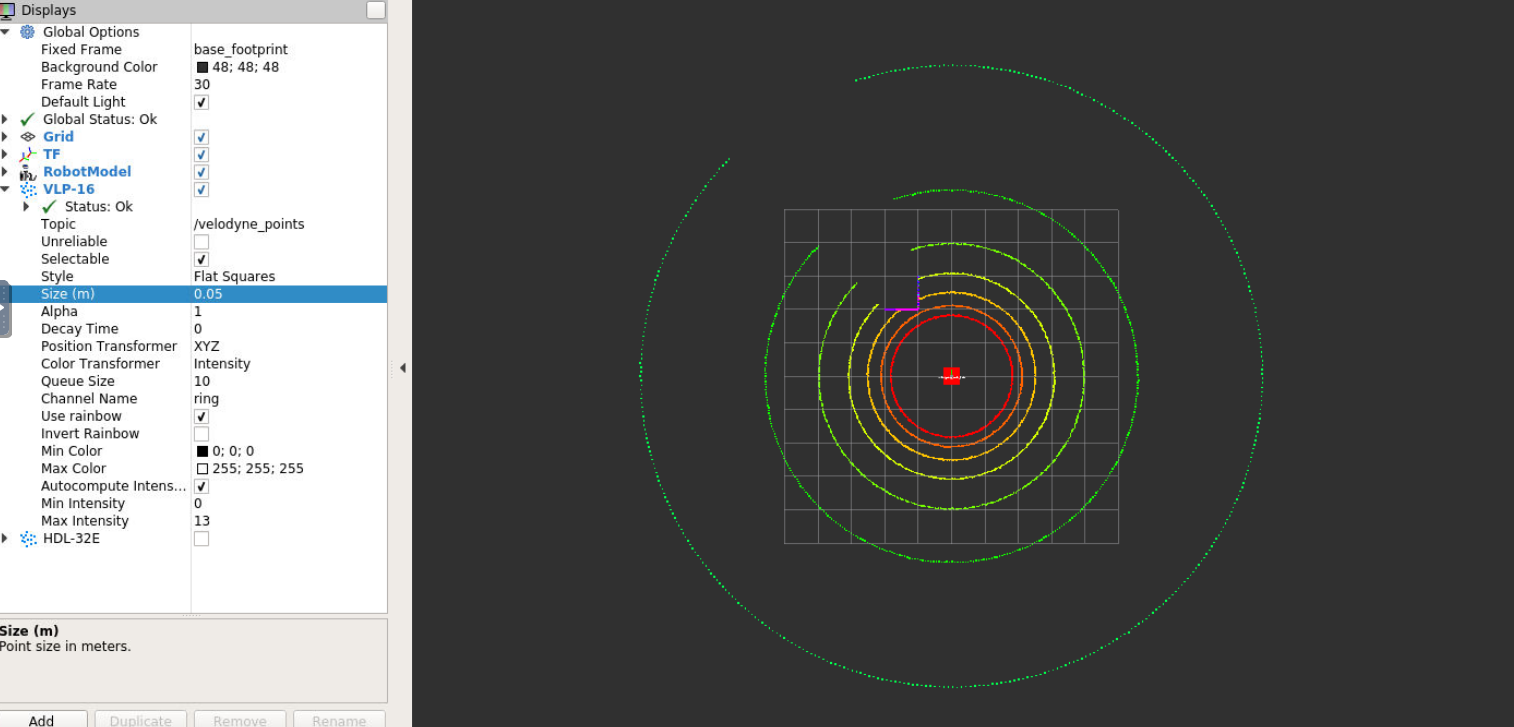 Displays
Global Options
Fixed Frame base_footprint
Background Color 48; 48; 48
Frame Rate 30
Default Light
Global Status: Ok
Grid
TF
RobotModel
VLP-16
Status: Ok
Topic /velodyne_points
Unreliable
Selectable
Style Flat Squares
Size (m) 0.05
Alpha 1
Decay Time 0
Position Transformer XYZ
Color Transformer Intensity
Queue Size 10
Channel Name ring
Use rainbow
Invert Rainbow
Min Color 0; 0; 0
Max Color 255; 255; 255
Autocompute Intens...
Min Intensity 0
Max Intensity 13
HDL-32E
Size (m)
Point size in meters.
Add Duplicate Remove Rename